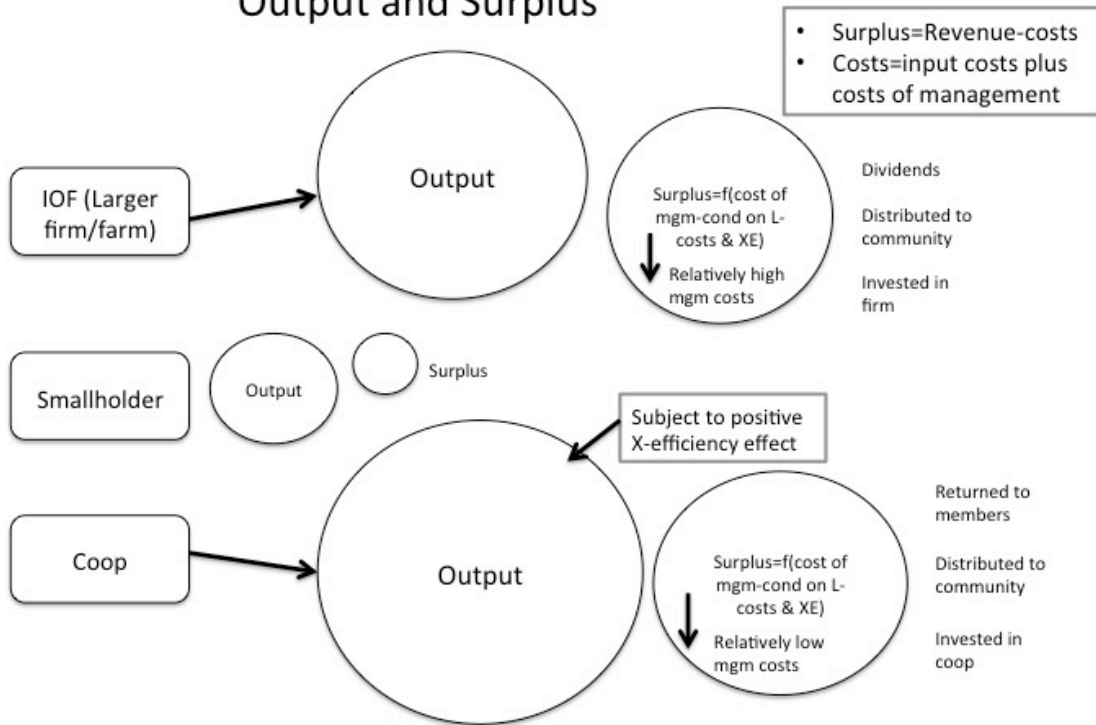 Output and Surplus
• Surplus=Revenue-costs
• Costs=input costs plus
costs of management
IOF (Larger
firm/farm)
Output
Surplus=f(cost of
mgm-cond on L-
costs & XE)
Relatively high
mgm costs
Dividends
Distributed to
community
Invested in
firm
Smallholder
Output
Surplus
Subject to positive
X-efficiency effect
Coop
Output
Surplus=f(cost of
mgm-cond on L-
costs & XE)
Relatively low
mgm costs
Returned to
members
Distributed to
community
Invested in
coop